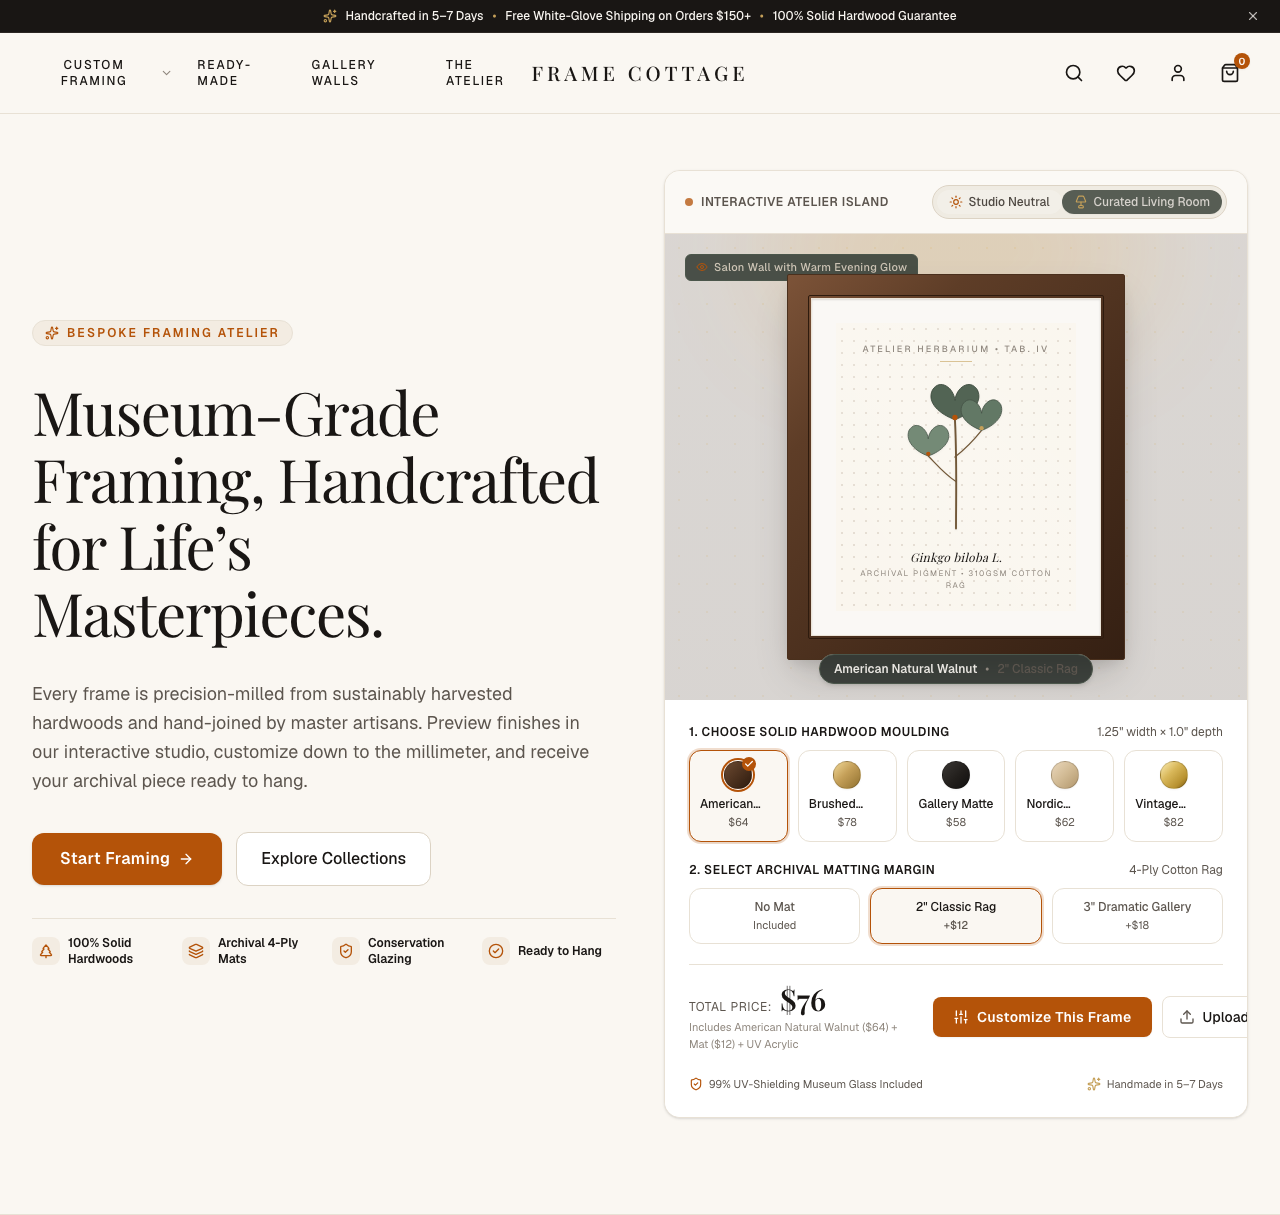 Handcrafted in 5–7 Days • Free White-Glove Shipping on Orders $150+ • 100% Solid Hardwood Guarantee
CUSTOM
FRAMING
READY-
MADE
GALLERY
WALLS
THE
ATELIER
FRAME COTTAGE
0
BESPOKE FRAMING ATELIER
Museum-Grade
Framing, Handcrafted
for Life’s
Masterpieces.
Every frame is precision-milled from sustainably harvested
hardwoods and hand-joined by master artisans. Preview finishes in
our interactive studio, customize down to the millimeter, and receive
your archival piece ready to hang.
Start Framing →
Explore Collections
100% Solid
Hardwoods
Archival 4-Ply
Mats
Conservation
Glazing
Ready to Hang
INTERACTIVE ATELIER ISLAND
Studio Neutral
Curated Living Room
Salon Wall with Warm Evening Glow
ATELIER HERBARIUM • TAB. IV
Ginkgo biloba L.
ARCHIVAL PIGMENT • 310GSM COTTON
RAG
American Natural Walnut • 2" Classic Rag
1. CHOOSE SOLID HARDWOOD MOULDING
1.25" width × 1.0" depth
American...
$64
Brushed...
$78
Gallery Matte
$58
Nordic...
$62
Vintage...
$82
2. SELECT ARCHIVAL MATTING MARGIN
4-Ply Cotton Rag
No Mat
Included
2" Classic Rag
+$12
3" Dramatic Gallery
+$18
TOTAL PRICE: $76
Includes American Natural Walnut ($64) +
Mat ($12) + UV Acrylic
Customize This Frame
Upload
99% UV-Shielding Museum Glass Included
Handmade in 5–7 Days